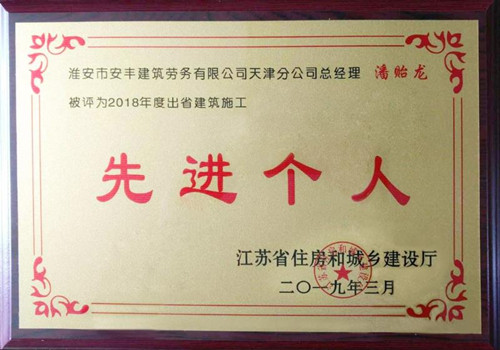 淮安市安丰建筑劳务有限公司天津分公司总经理 潘贻龙
被评为2018年度出省建筑施工
先进个人
江苏省住房和城乡建设厅
二〇一九年三月